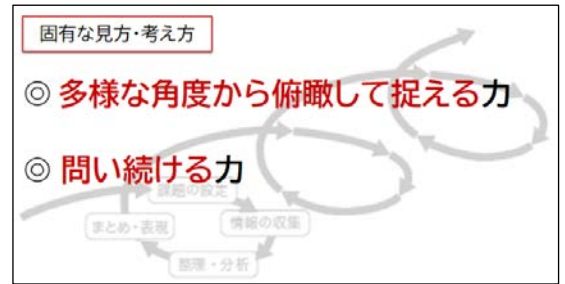 固有な見方･考え方
◎ 多様な角度から俯瞰して捉える力
◎ 問い続ける力
課題の設定
まとめ・表現
情報の収集
整理・分析